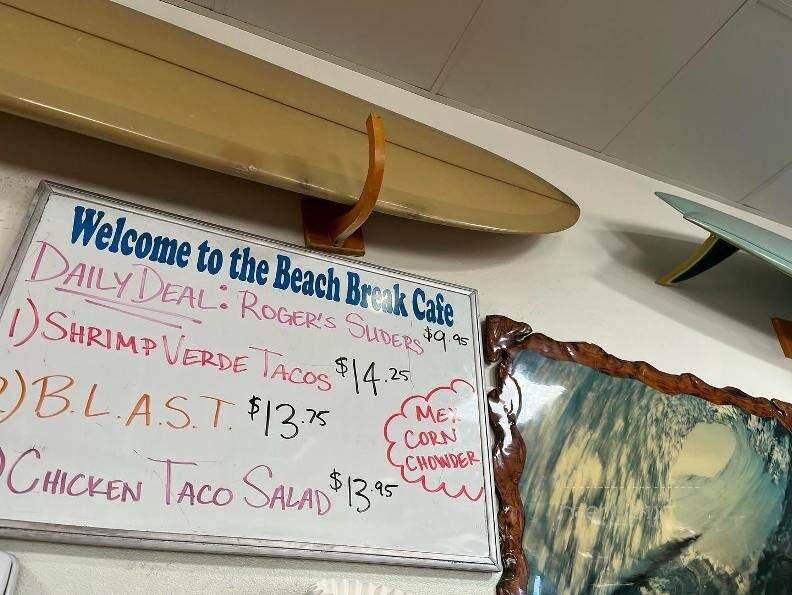 Welcome to the Beach Break Cafe
DAILY DEAL: ROGER'S SLIDERS $9.95
1) SHRIMP VERDE TACOS $14.25
2) B.L.A.S.T. $13.75
) CHICKEN TACO SALAD $13.95
MEX
CORN
CHOWDER